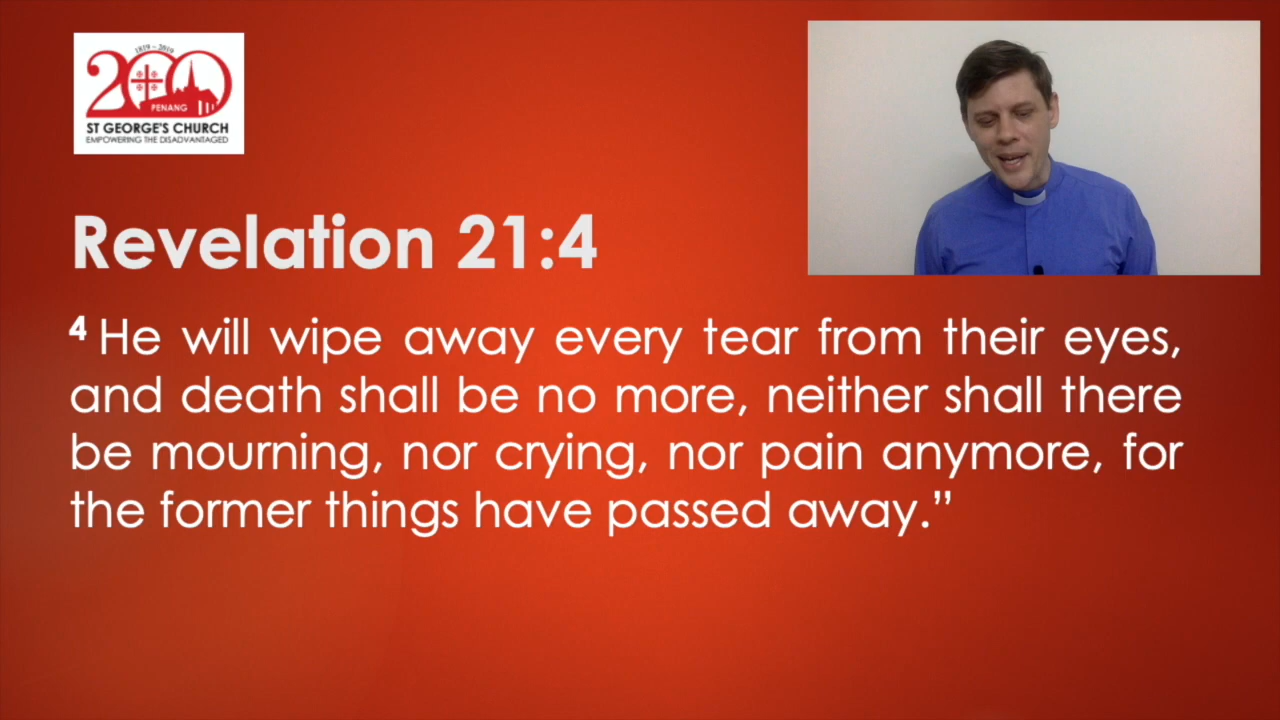 1819 - 2019
200
PENANG
ST GEORGE'S CHURCH
EMPOWERING THE DISADVANTAGED
Revelation 21:4
4 He will wipe away every tear from their eyes,
and death shall be no more, neither shall there
be mourning, nor crying, nor pain anymore, for
the former things have passed away.”